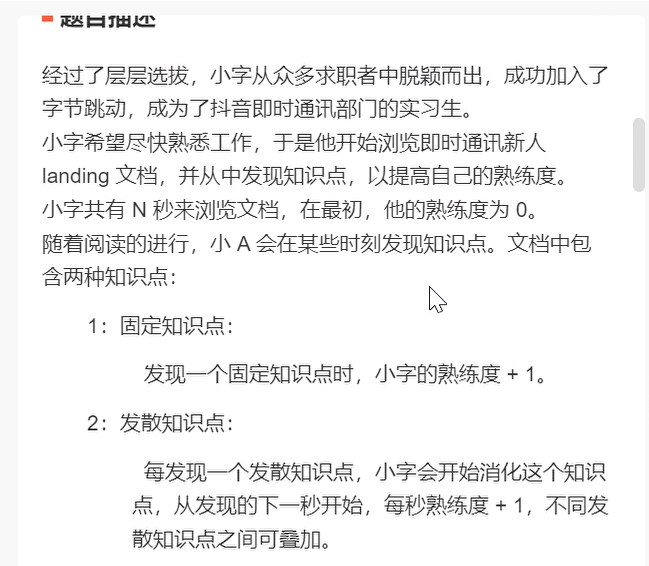 题目描述
经过了层层选拔，小字从众多求职者中脱颖而出，成功加入了
字节跳动，成为了抖音即时通讯部门的实习生。
小字希望尽快熟悉工作，于是他开始浏览即时通讯新人
landing 文档，并从中发现知识点，以提高自己的熟练度。
小字共有 N 秒来浏览文档，在最初，他的熟练度为 0。
随着阅读的进行，小 A 会在某些时刻发现知识点。文档中包
含两种知识点：
1：固定知识点：
发现一个固定知识点时，小字的熟练度 + 1。
2：发散知识点：
每发现一个发散知识点，小字会开始消化这个知识
点，从发现的下一秒开始，每秒熟练度 + 1，不同发
散知识点之间可叠加。